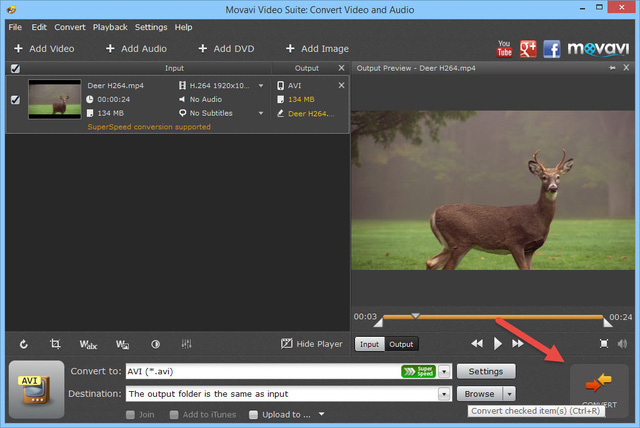 Movavi Video Suite: Convert Video and Audio
File Edit Convert Playback Settings Help
+ Add Video + Add Audio + Add DVD + Add Image
You Tube g+ f movavi
Input Output
Output Preview - Deer H264.mp4
Deer H264.mp4 H.264 1920x10... AVI
00:00:24 No Audio 134 MB
134 MB No Subtitles Deer H264....
SuperSpeed conversion supported
00:03 00:24
Wabc W Hide Player
Input Output
AVI
Convert to: AVI (*.avi) Super Speed Settings
Destination: The output folder is the same as input Browse
CONVERT
Join Add to iTunes Upload to ...
Convert checked item(s) (Ctrl+R)